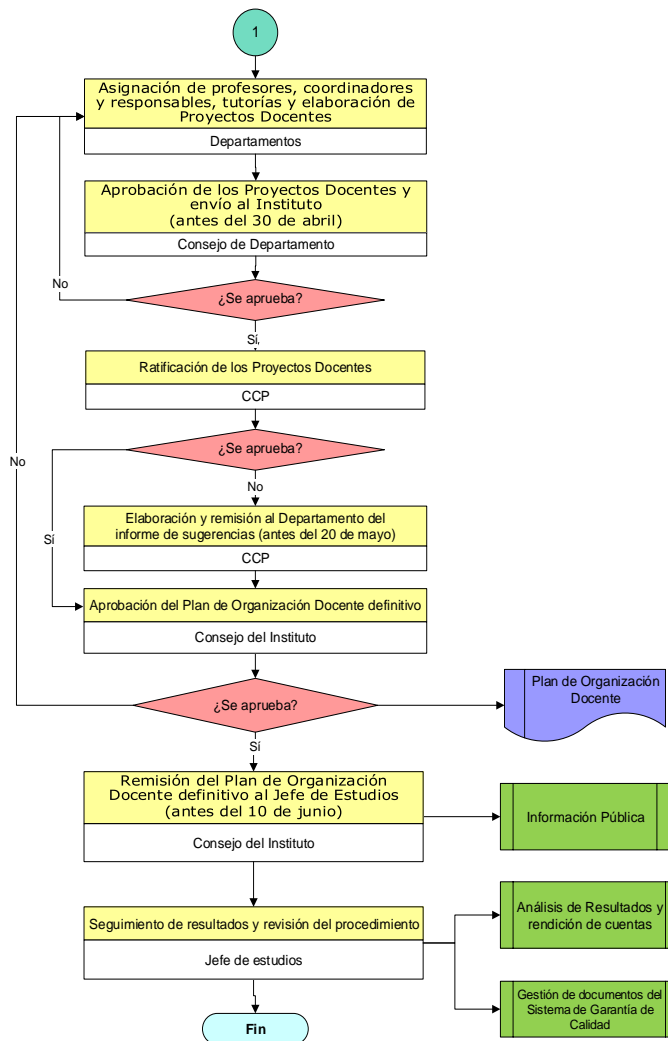 1
Asignación de profesores, coordinadores
y responsables, tutorías y elaboración de
Proyectos Docentes
Departamentos
Aprobación de los Proyectos Docentes y
envío al Instituto
(antes del 30 de abril)
Consejo de Departamento
No
¿Se aprueba?
Sí
Ratificación de los Proyectos Docentes
CCP
¿Se aprueba?
No
No
Elaboración y remisión al Departamento del
informe de sugerencias (antes del 20 de mayo)
Sí
CCP
Aprobación del Plan de Organización Docente definitivo
Consejo del Instituto
¿Se aprueba?
Plan de Organización
Docente
Sí
Remisión del Plan de Organización
Docente definitivo al Jefe de Estudios
(antes del 10 de junio)
Consejo del Instituto
Información Pública
Seguimiento de resultados y revisión del procedimiento
Jefe de estudios
Análisis de Resultados y
rendición de cuentas
Gestión de documentos del
Sistema de Garantía de
Calidad
Fin